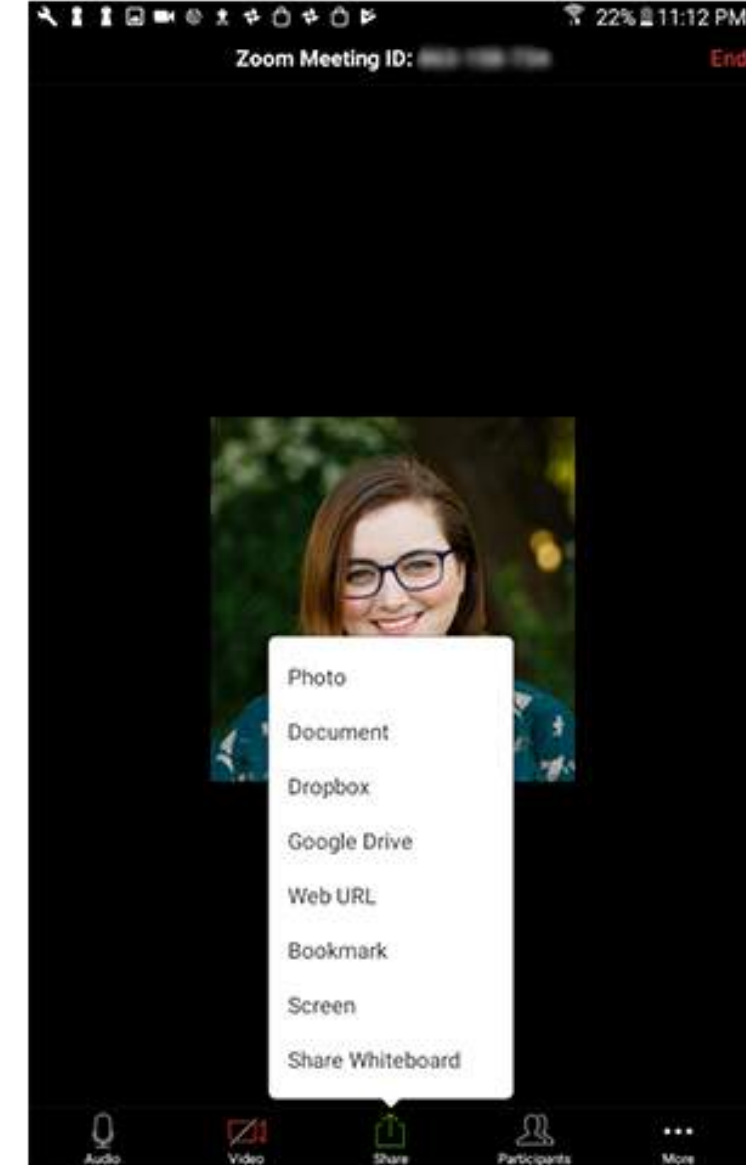 22% 11:12 PM
Zoom Meeting ID:
End
Photo
Document
Dropbox
Google Drive
Web URL
Bookmark
Screen
Share Whiteboard
Audio
Video
Share
Participants
More